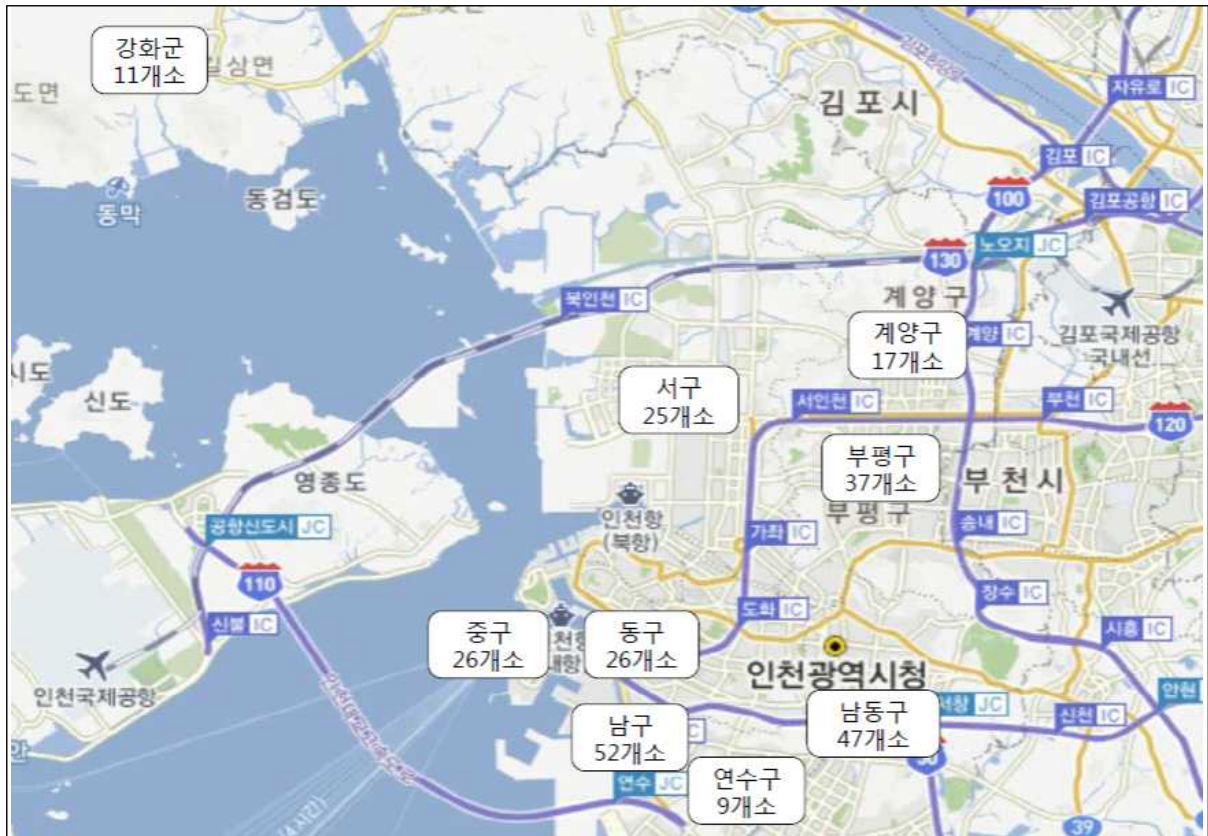 강화군
11개소
길상면
도면
김포시
자유로 IC
김포 IC
동검도
동막
100
김포공항 IC
130
노오지 JC
북인천 IC
계양구
계양구
17개소
계양 IC
김포국제공항
국내선
시도
신도
서구
25개소
서인천 IC
부천 IC
120
영종도
부평구
37개소
부천시
부평구
인천항
(북항)
공항신도시 JC
가좌 IC
송내 IC
110
장수 IC
도화 IC
신불 IC
시흥 IC
중구
26개소
동구
26개소
인천국제공항
인천광역시청
안현
남동구
47개소
서창 JC
신천 IC
남구
52개소
IC
연수 JC
연수구
9개소
39